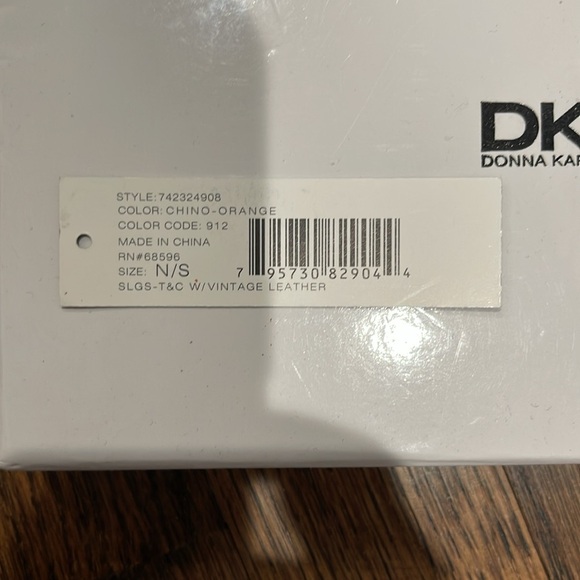 DK
DONNA KAR
STYLE:742324908
COLOR: CHINO-ORANGE
COLOR CODE: 912
MADE IN CHINA
RN#68596
SIZE: N/S
7 95730 82904 4
SLGS-T&C W/VINTAGE LEATHER